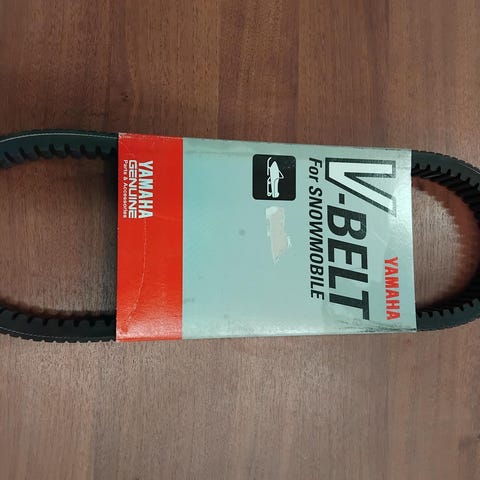 YAMAHA
V-BELT
For SNOWMOBILE
YAMAHA
GENUINE
Parts & Accessories